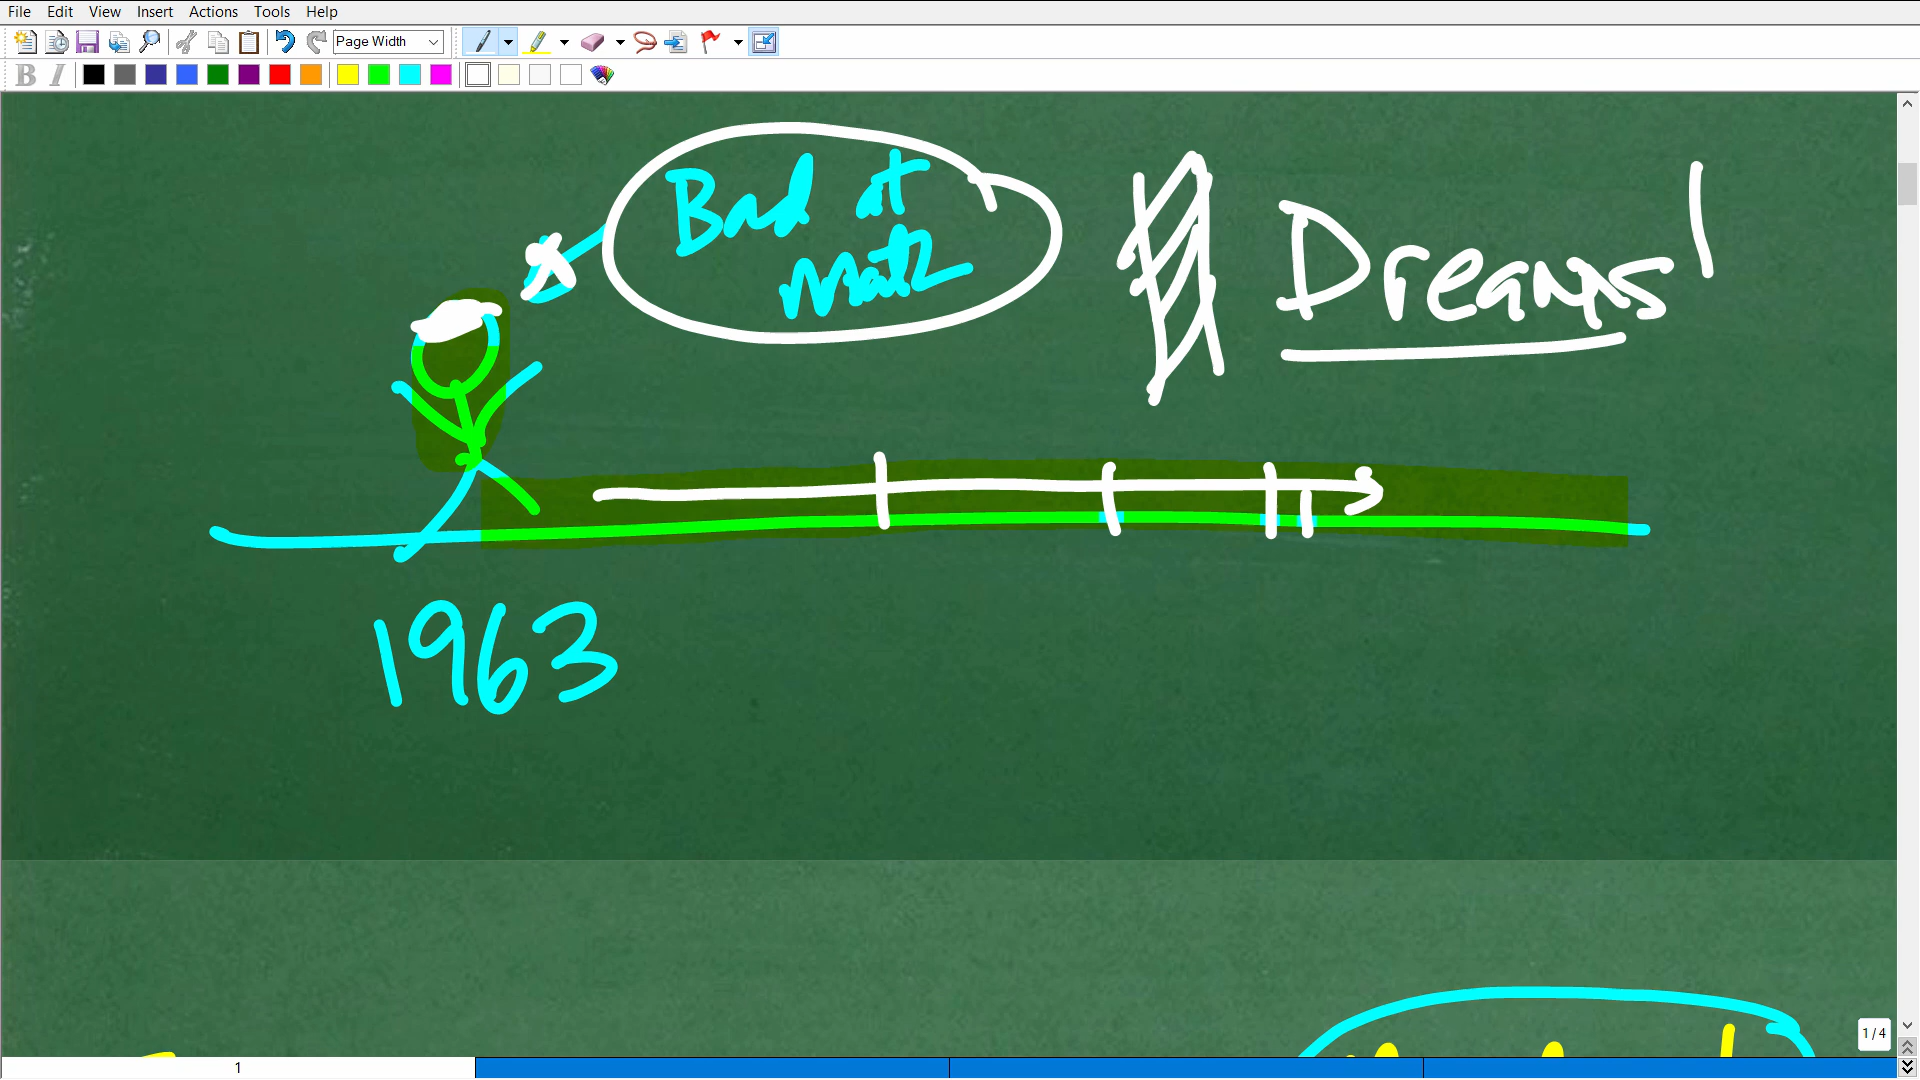 File Edit View Insert Actions Tools Help
Page Width
B I
Bad at
math
Dreams
1963
1 / 4
1